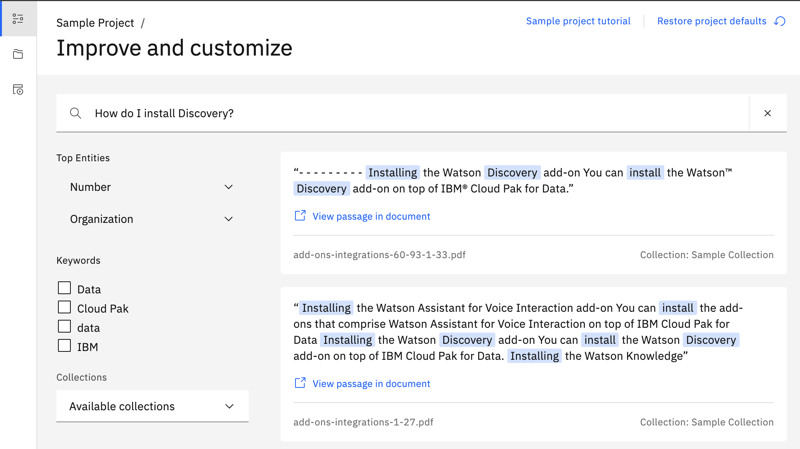 Sample Project /
Sample project tutorial
Restore project defaults
Improve and customize
How do I install Discovery?
Top Entities
Number
Organization
Keywords
Data
Cloud Pak
data
IBM
Collections
Available collections
“- - - - - - - - - Installing the Watson Discovery add-on You can install the Watson™
Discovery add-on on top of IBM® Cloud Pak for Data.”
View passage in document
add-ons-integrations-60-93-1-33.pdf
Collection: Sample Collection
“ Installing the Watson Assistant for Voice Interaction add-on You can install the add-
ons that comprise Watson Assistant for Voice Interaction on top of IBM Cloud Pak for
Data Installing the Watson Discovery add-on You can install the Watson Discovery
add-on on top of IBM Cloud Pak for Data. Installing the Watson Knowledge”
View passage in document
add-ons-integrations-1-27.pdf
Collection: Sample Collection